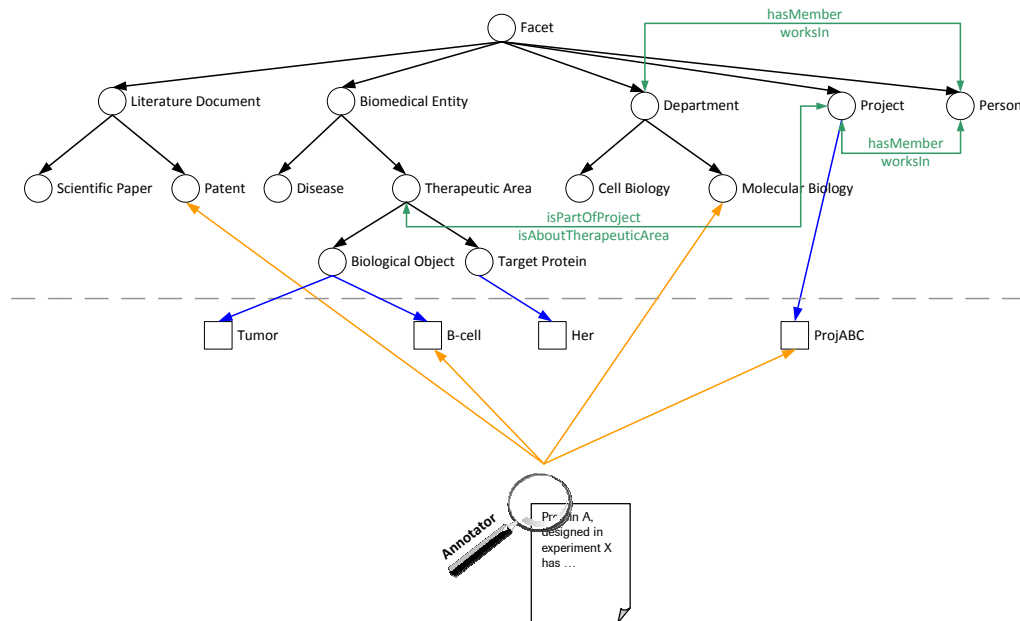 Facet
hasMember
worksIn
Literature Document
Biomedical Entity
Department
Project
Person
hasMember
worksIn
Scientific Paper
Patent
Disease
Therapeutic Area
Cell Biology
Molecular Biology
isPartOfProject
isAboutTherapeuticArea
Biological Object
Target Protein
Tumor
B-cell
Her
ProjABC
Annotator
Protein A,
designed in
experiment X
has ...